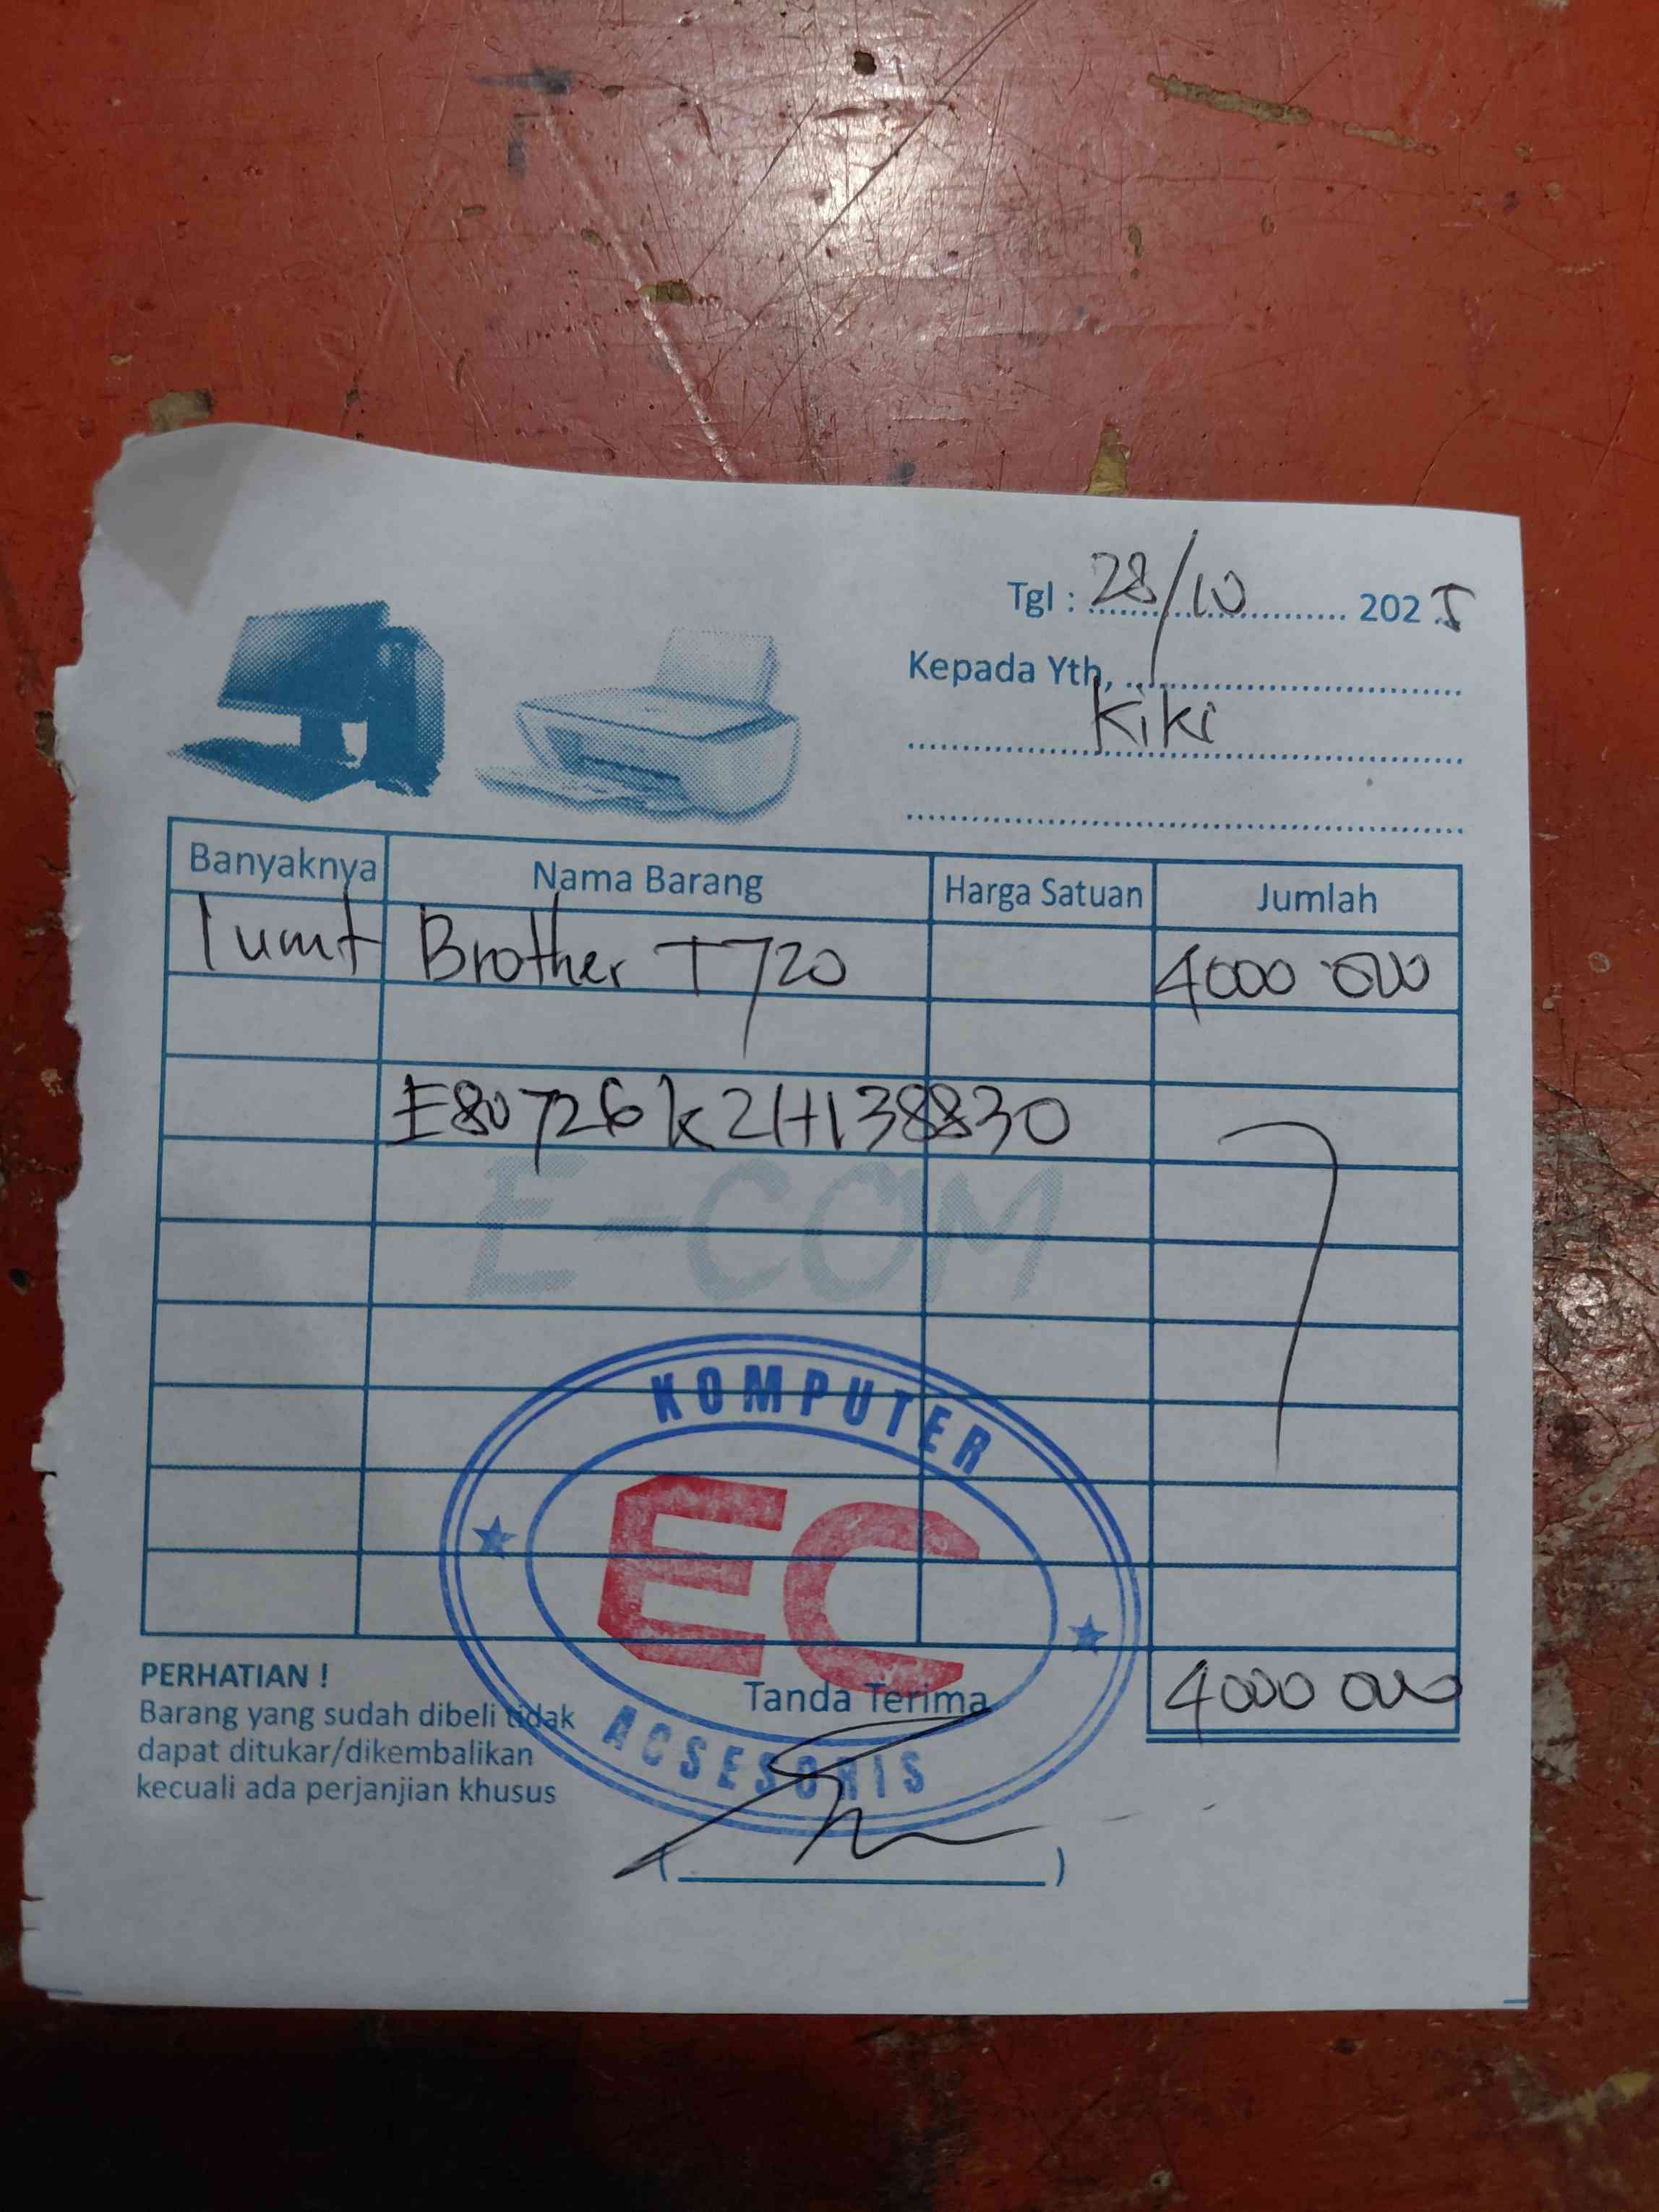 Tgl : 28/10 2025
Kepada Yth,
Kiki
Banyaknya Nama Barang Harga Satuan Jumlah
1 unit Brother T720 4000 000
E80726K2H138830
E-COM
KOMPUTER
EC
ACSESORIS
PERHATIAN !
Barang yang sudah dibeli tidak
dapat ditukar/dikembalikan
kecuali ada perjanjian khusus
Tanda Terima
4000 000